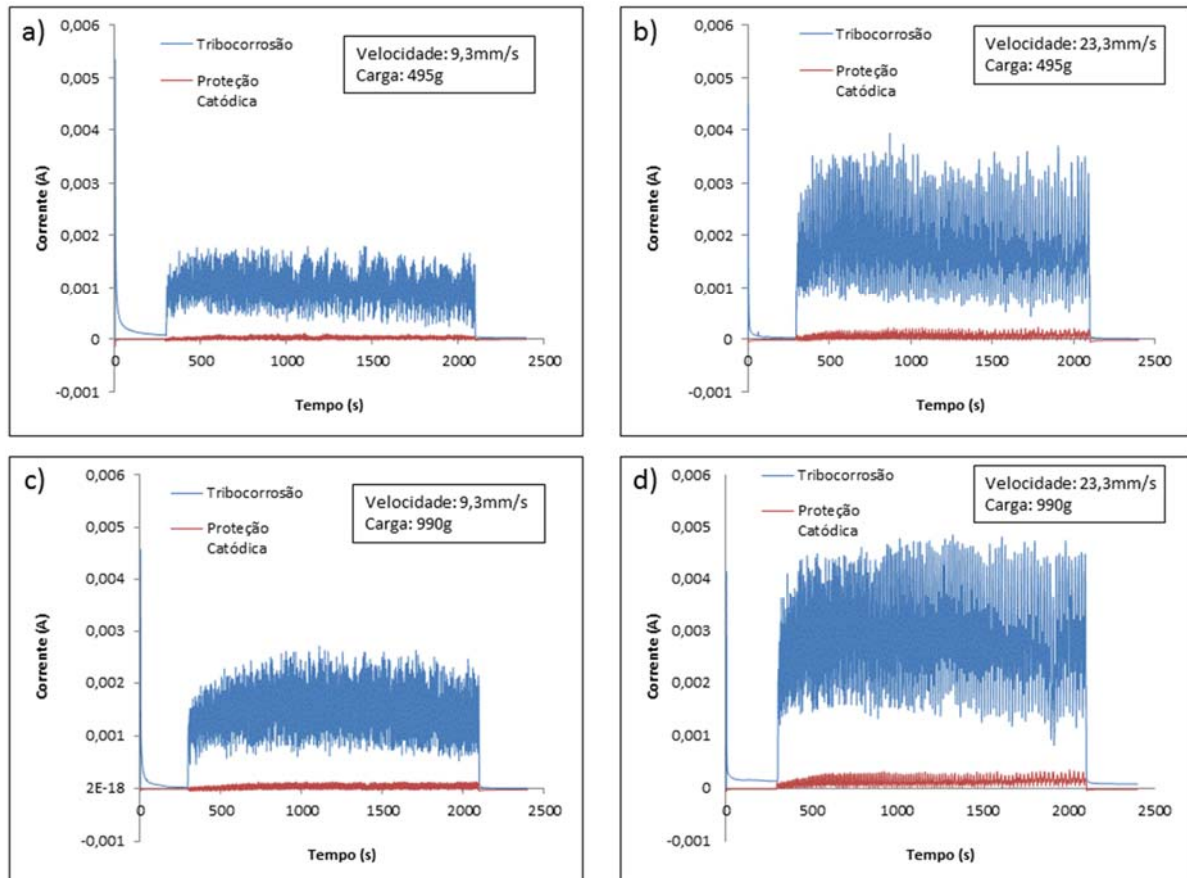 a)
0,006
0,005
0,004
0,003
0,002
0,001
0
-0,001
Corrente (A)
Tribocorrosão
Proteção
Catódica
Velocidade: 9,3mm/s
Carga: 495g
500
1000
1500
2000
2500
Tempo (s)
b)
0,006
0,005
0,004
0,003
0,002
0,001
0
-0,001
Corrente (A)
Tribocorrosão
Proteção
Catódica
Velocidade: 23,3mm/s
Carga: 495g
500
1000
1500
2000
2500
Tempo (s)
c)
0,006
0,005
0,004
0,003
0,002
0,001
2E-18
-0,001
Corrente (A)
Tribocorrosão
Proteção
Catódica
Velocidade: 9,3mm/s
Carga: 990g
0
500
1000
1500
2000
2500
Tempo (s)
d)
0,006
0,005
0,004
0,003
0,002
0,001
0
-0,001
Corrente (A)
Tribocorrosão
Proteção
Catódica
Velocidade: 23,3mm/s
Carga: 990g
0
500
1000
1500
2000
2500
Tempo (s)